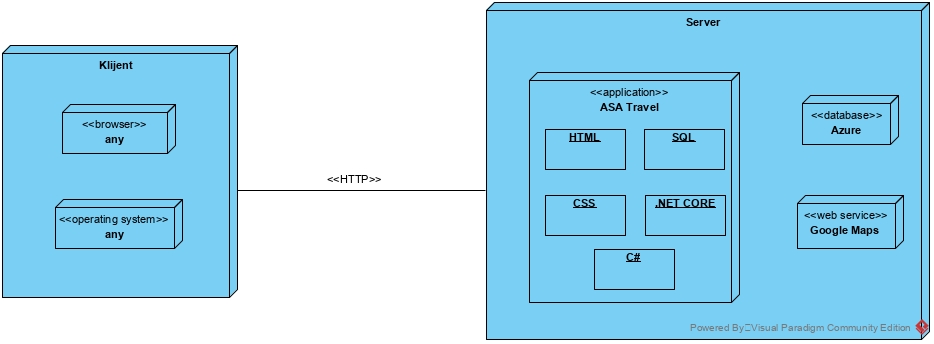 Server
Klijent
<<application>>
ASA Travel
<<browser>>
any
<<database>>
Azure
HTML
SQL
<<HTTP>>
CSS
.NET CORE
<<operating system>>
any
<<web service>>
Google Maps
C#
Powered By Visual Paradigm Community Edition